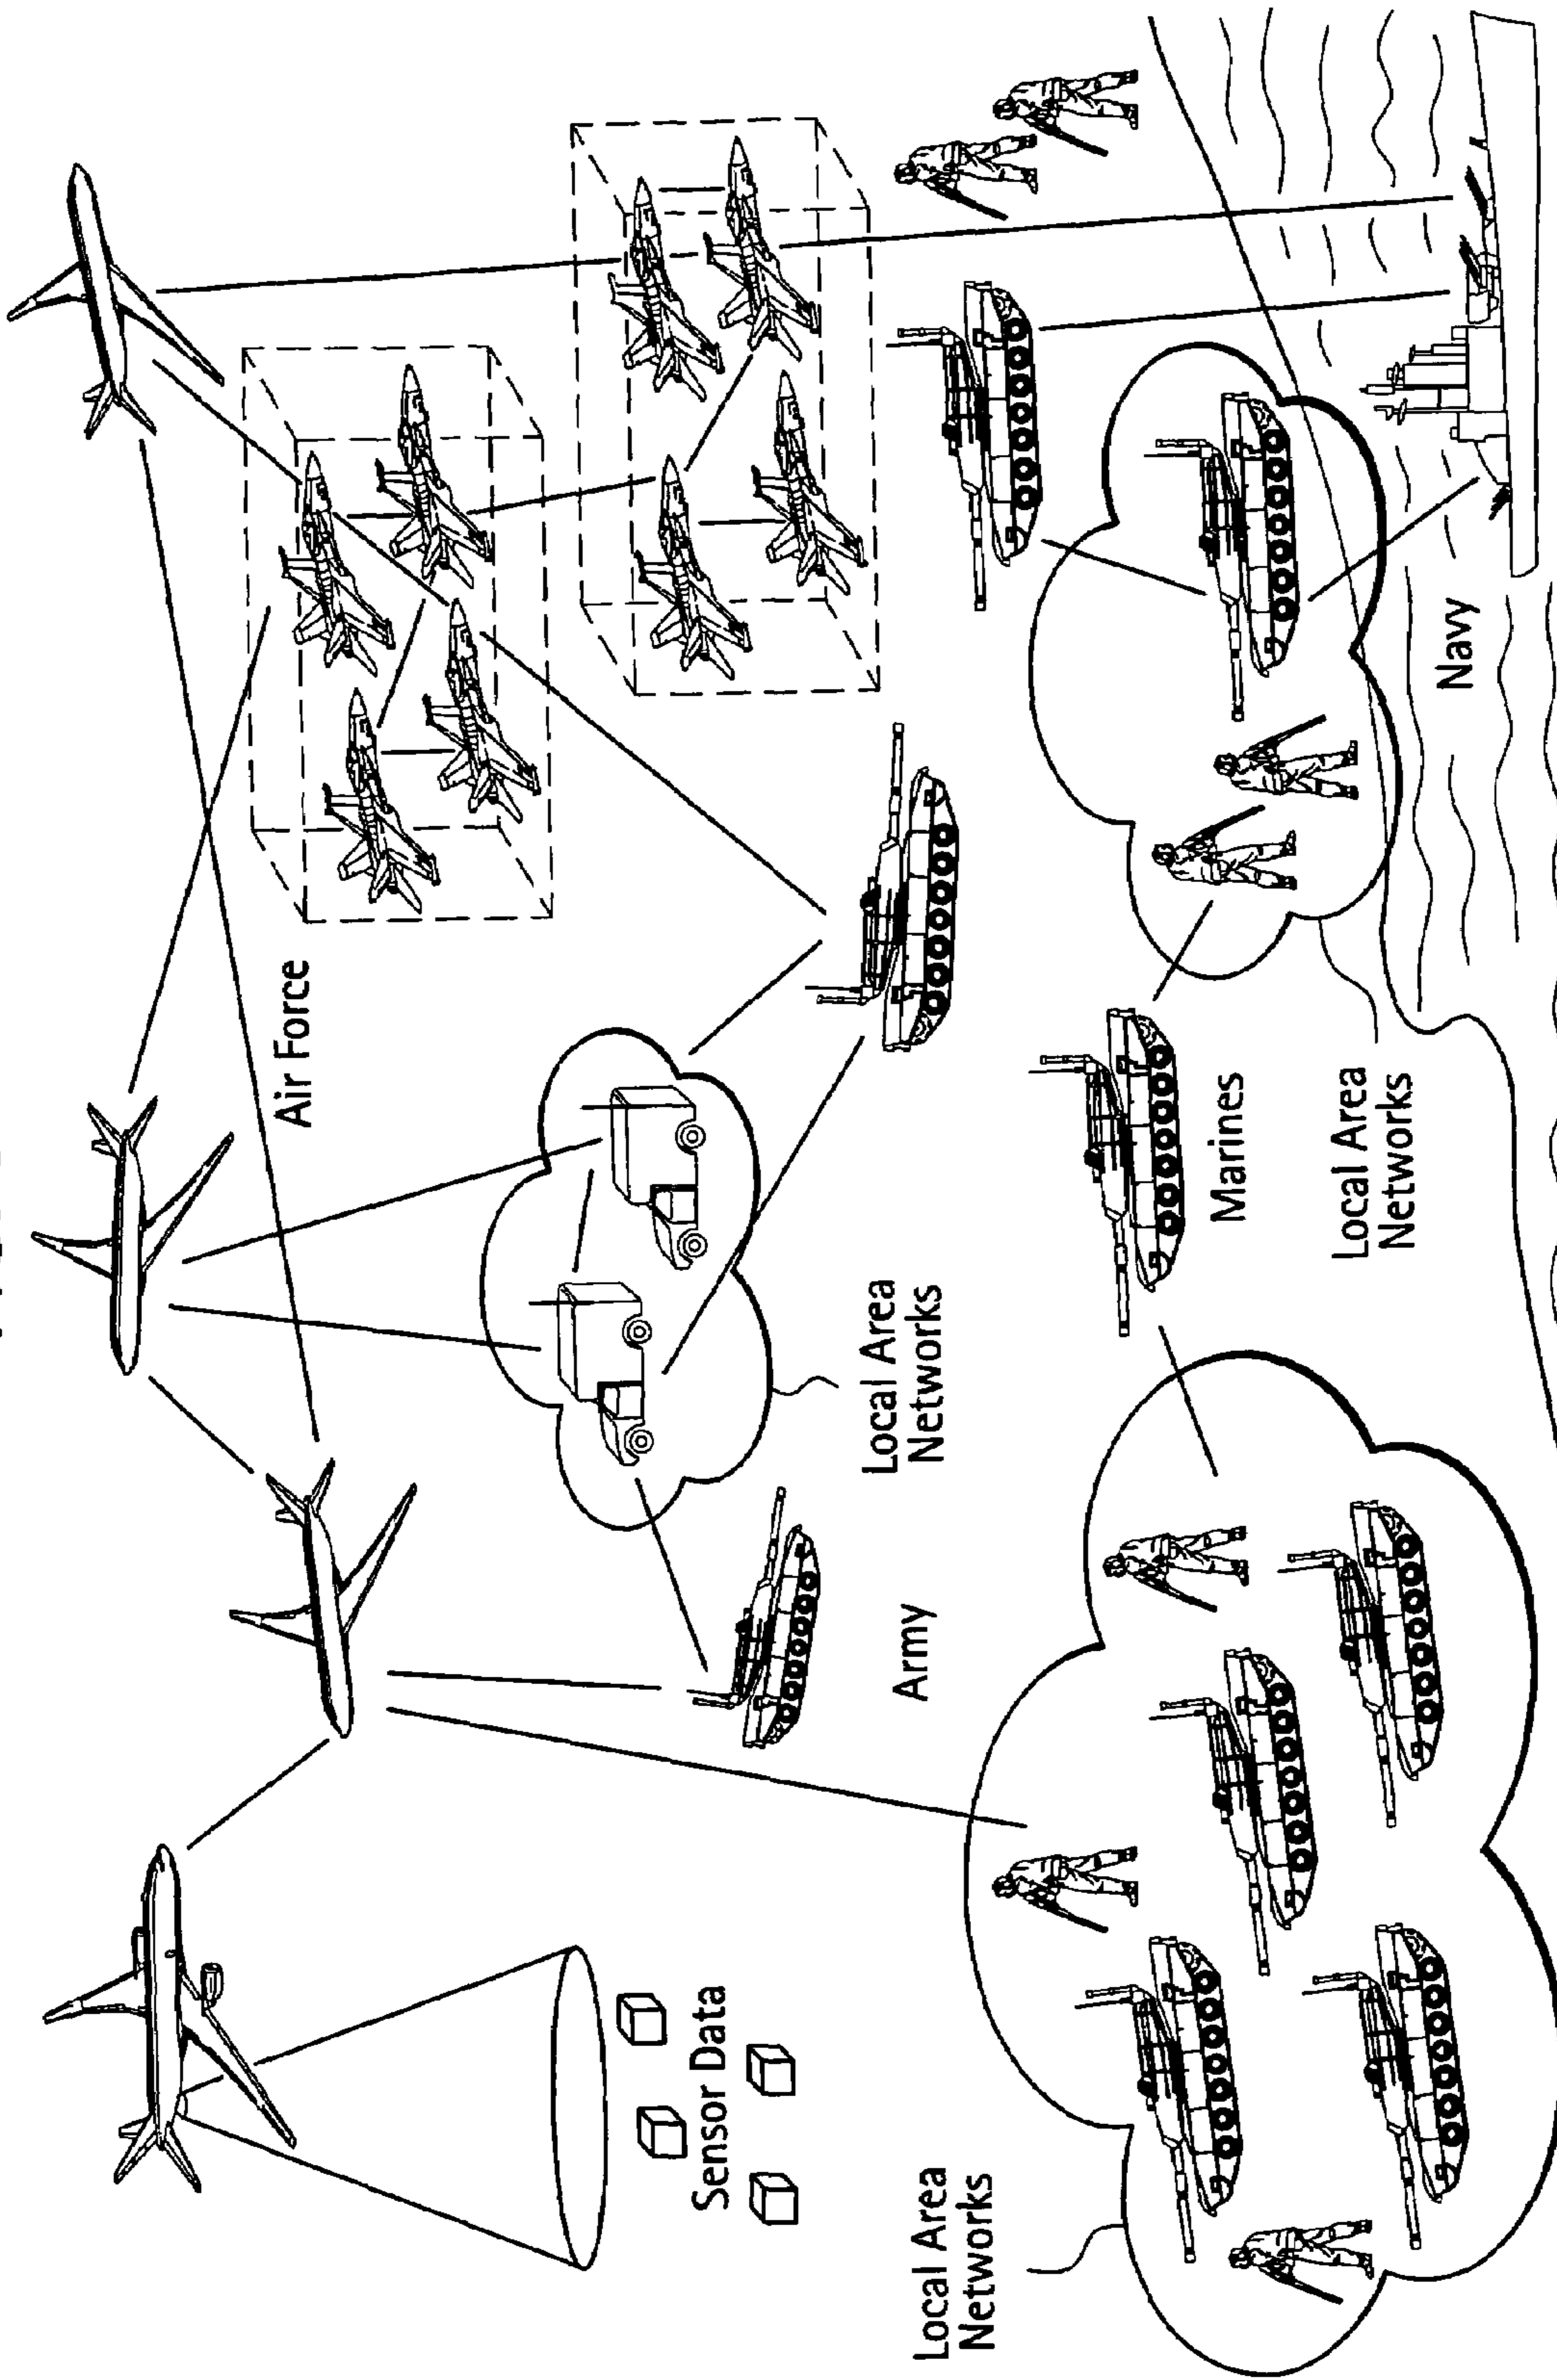 Air Force
Sensor Data
Local Area
Networks
Army
Local Area
Networks
Marines
Local Area
Networks
Navy